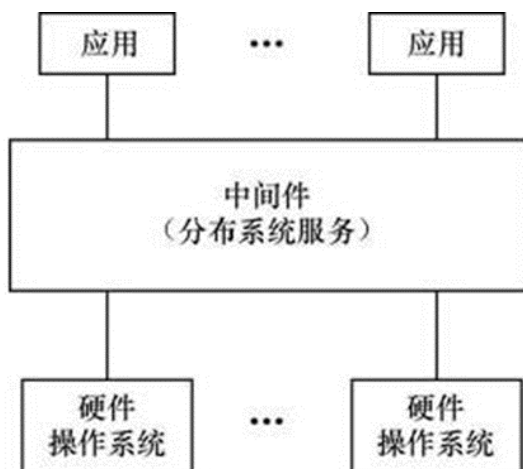 应用 … 应用
中间件
（分布系统服务）
硬件 硬件
操作系统 … 操作系统